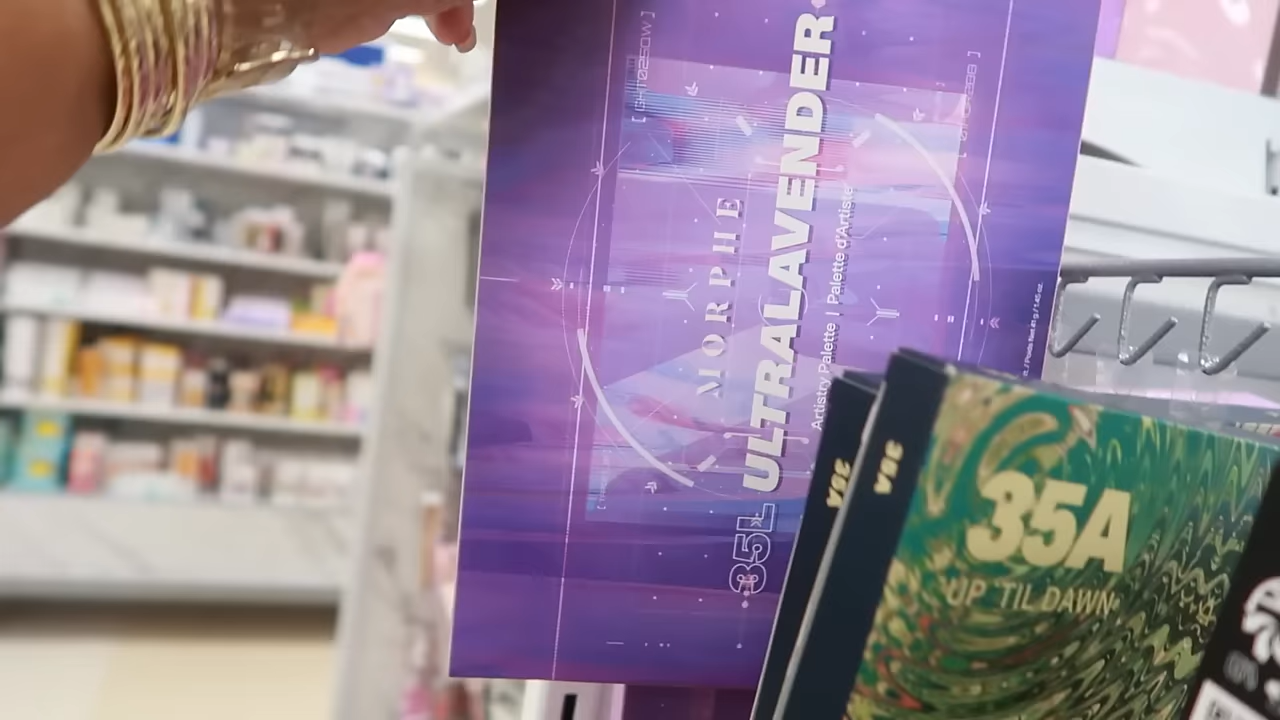 MORPHE
35L ULTRALAVENDER
Artistry Palette | Palette d'Artiste
35A
35A
35A
UP 'TIL DAWN